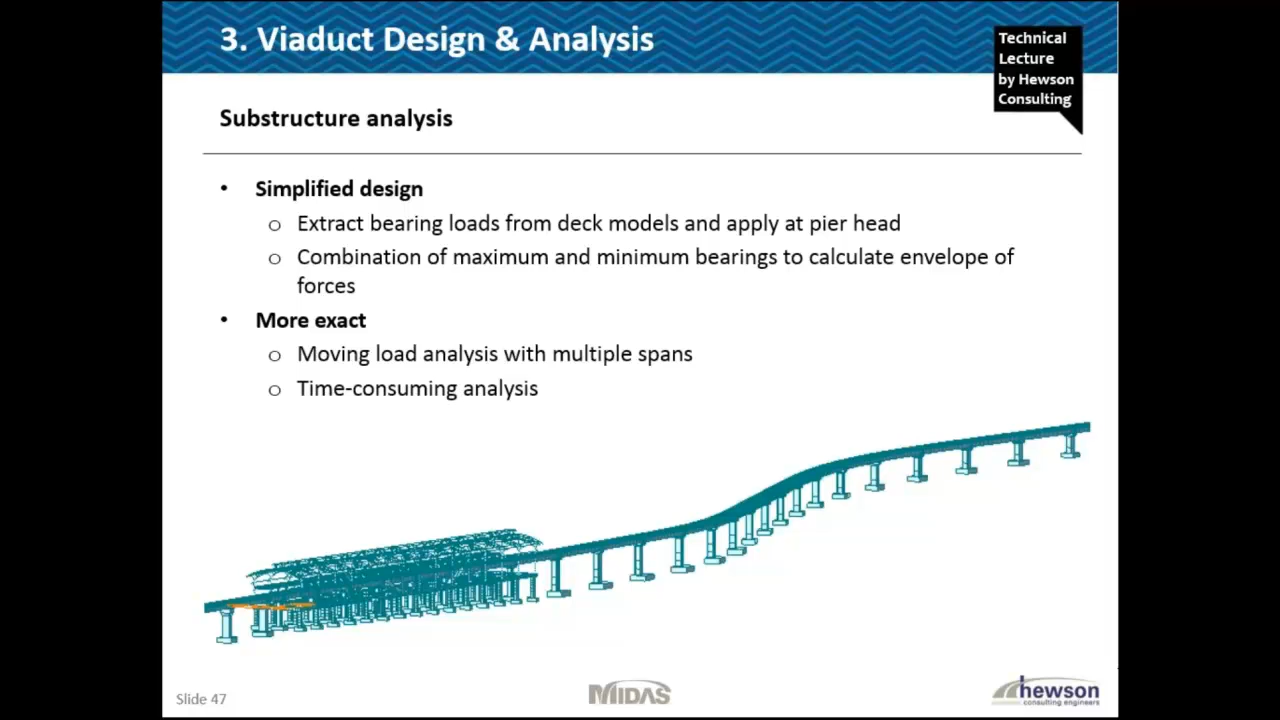 3. Viaduct Design & Analysis
Technical
Lecture
by Hewson
Consulting
Substructure analysis
• Simplified design
o Extract bearing loads from deck models and apply at pier head
o Combination of maximum and minimum bearings to calculate envelope of
forces
• More exact
o Moving load analysis with multiple spans
o Time-consuming analysis
Slide 47
MIDAS
hewson
consulting engineers